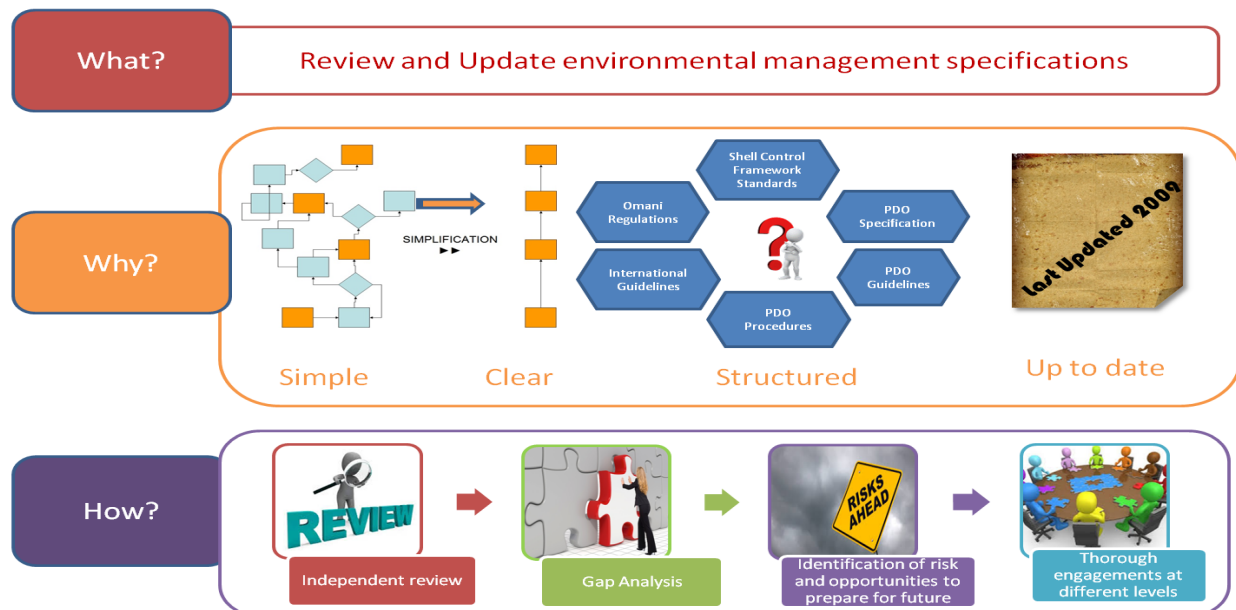 What?
Review and Update environmental management specifications
Why?
SIMPLIFICATION
Shell Control
Framework
Standards
Omani
Regulations
PDO
Specification
International
Guidelines
PDO
Guidelines
PDO
Procedures
Last Updated 2009
Simple
Clear
Structured
Up to date
How?
REVIEW
RISKS
AHEAD
Independent review
Gap Analysis
Identification of risk
and opportunities to
prepare for future
Thorough
engagements at
different levels